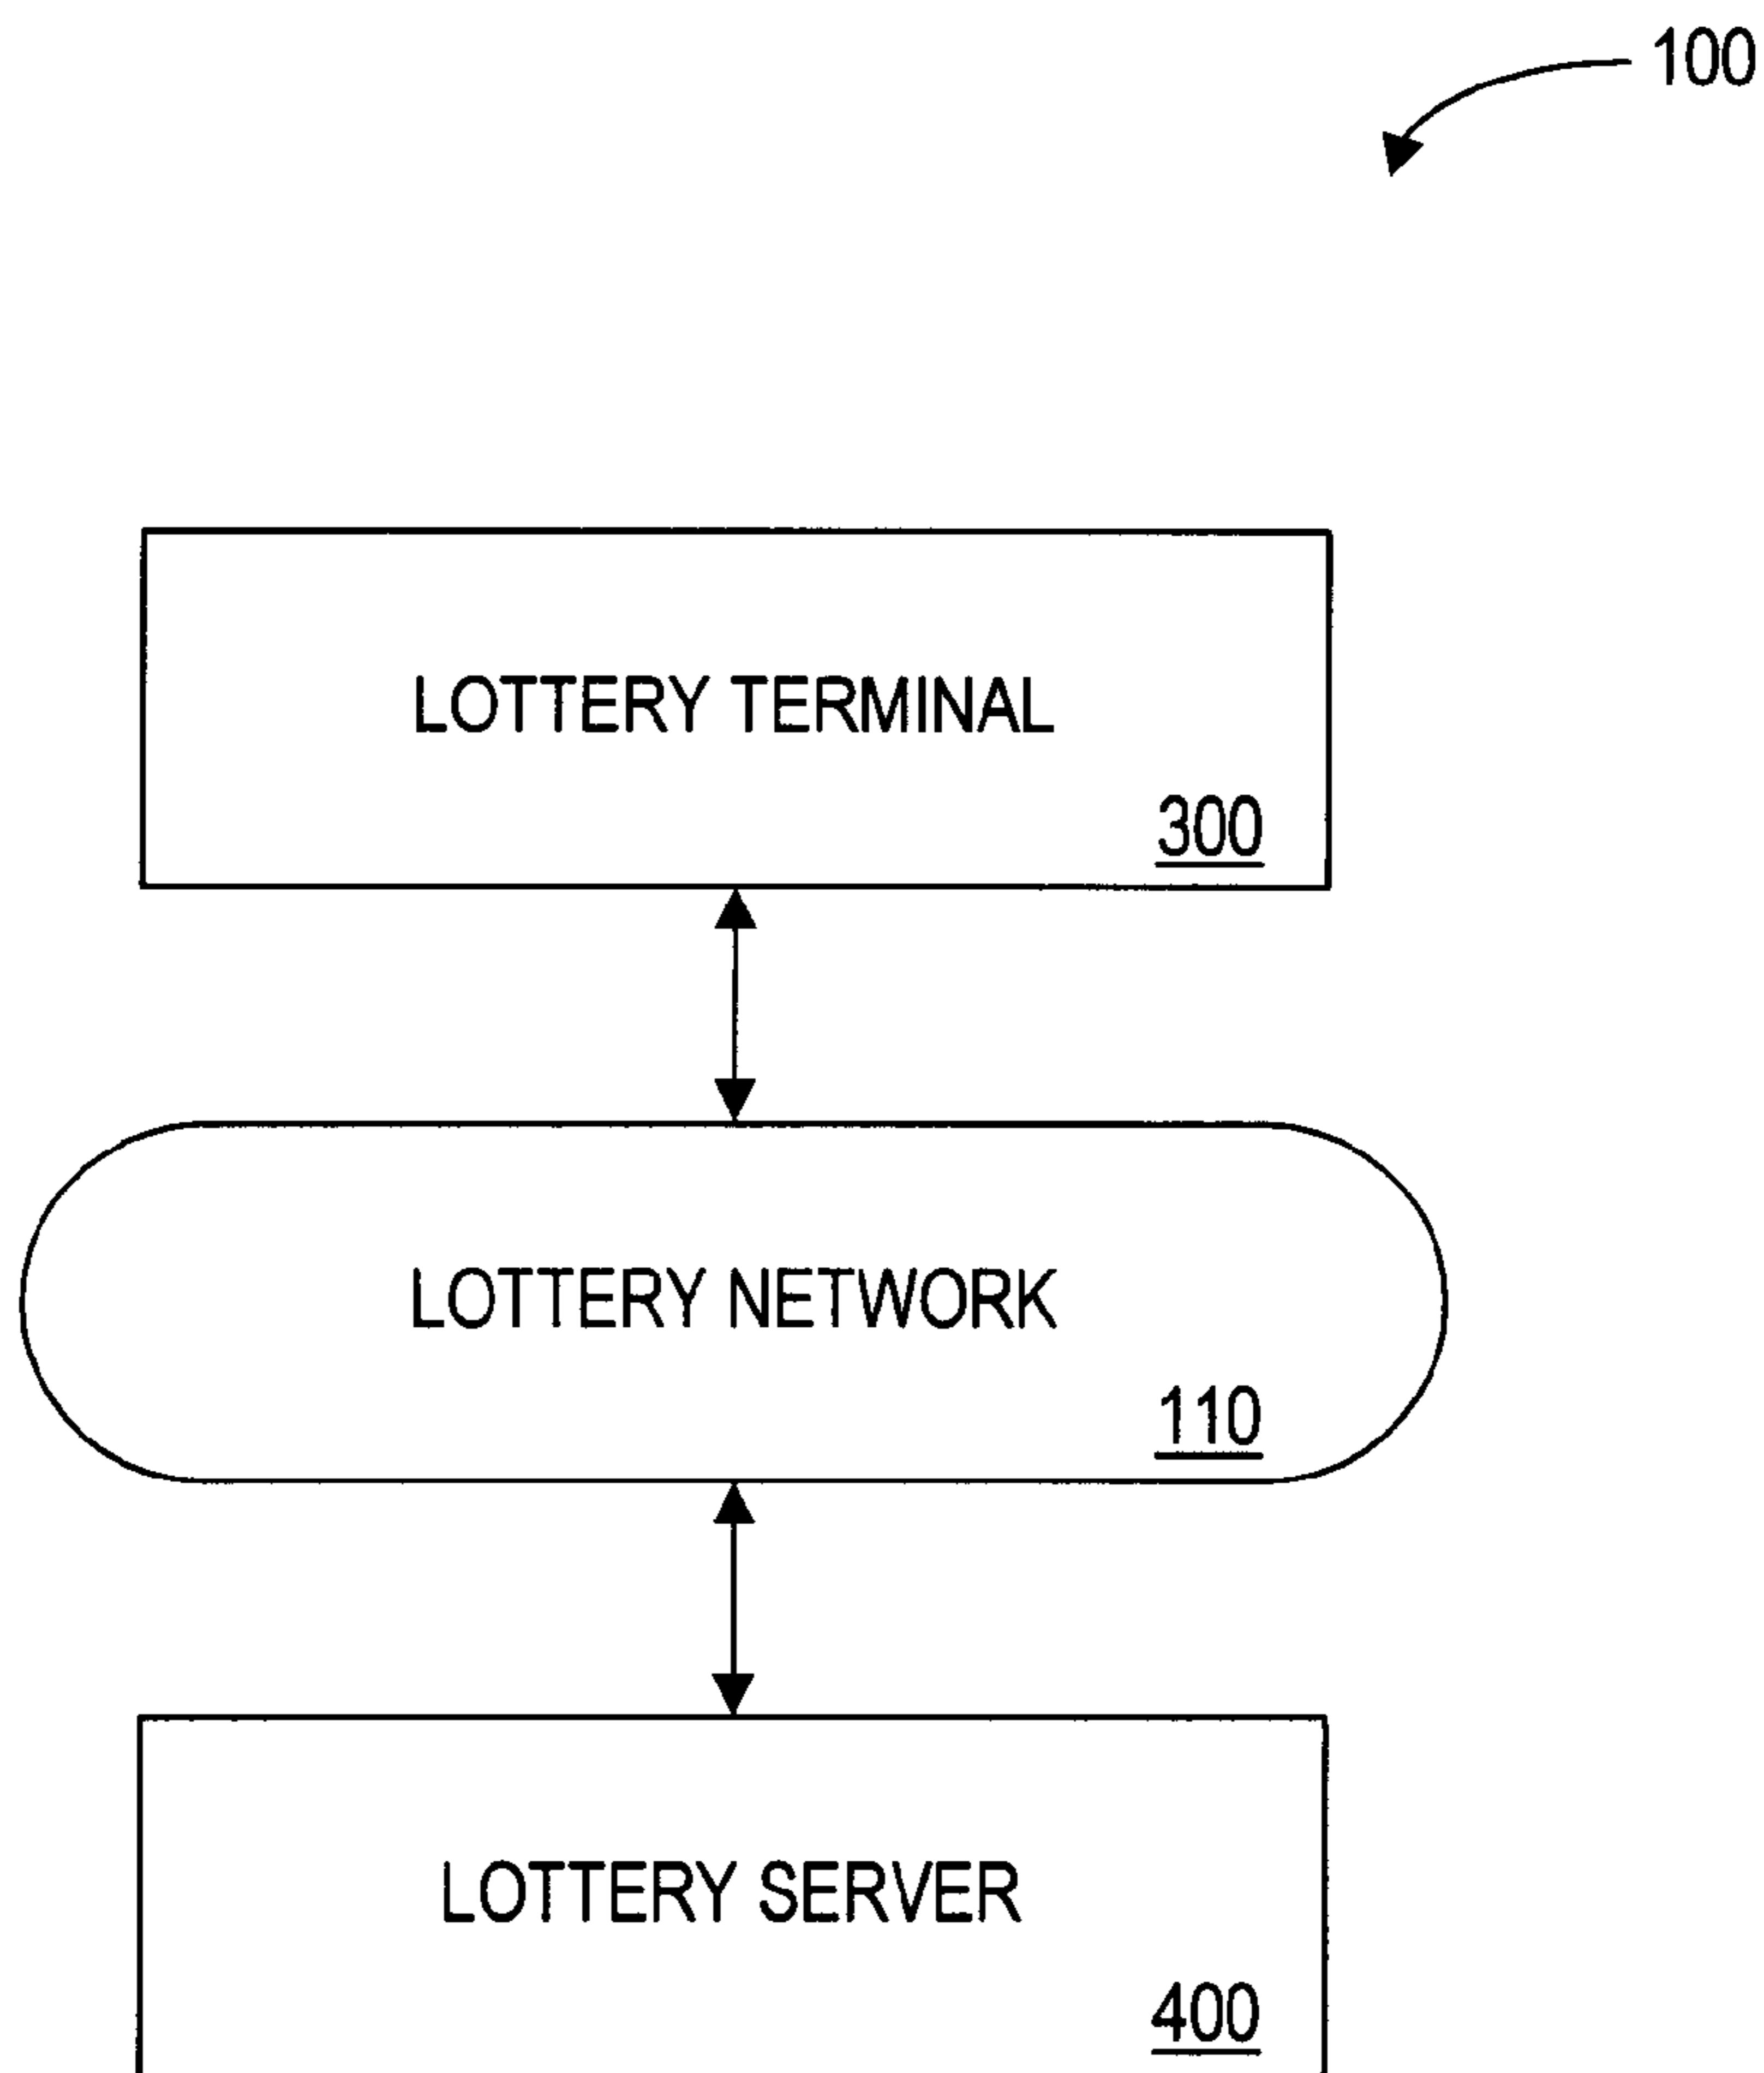 100
LOTTERY TERMINAL
300
LOTTERY NETWORK
110
LOTTERY SERVER
400